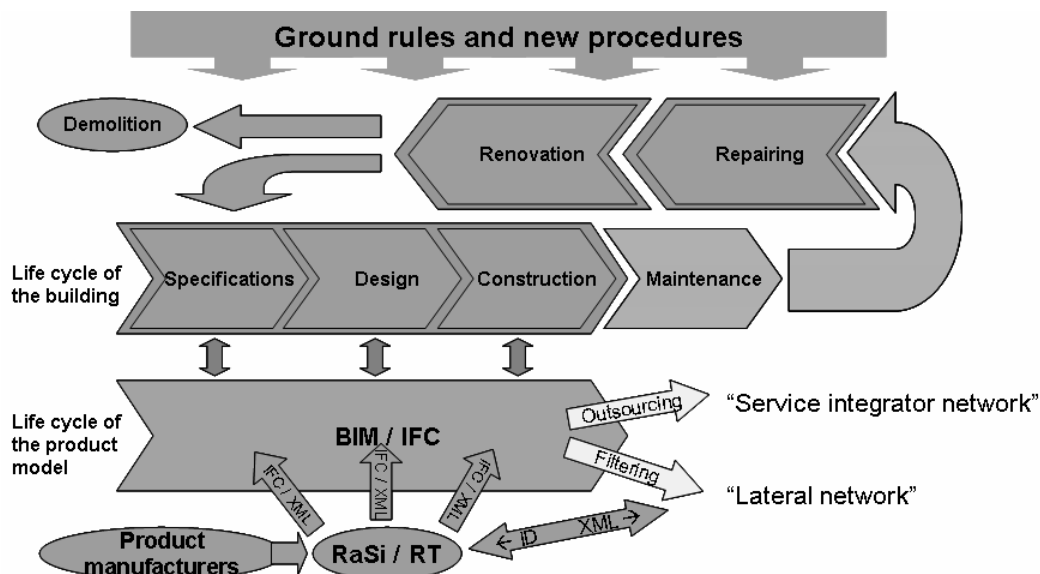 Ground rules and new procedures
Demolition
Renovation
Repairing
Life cycle of
the building
Specifications
Design
Construction
Maintenance
Life cycle of
the product
model
BIM / IFC
Outsourcing
"Service integrator network"
Filtering
"Lateral network"
IFC / XML
IFC / XML
IFC / XML
Product
manufacturers
RaSi / RT
← ID XML →